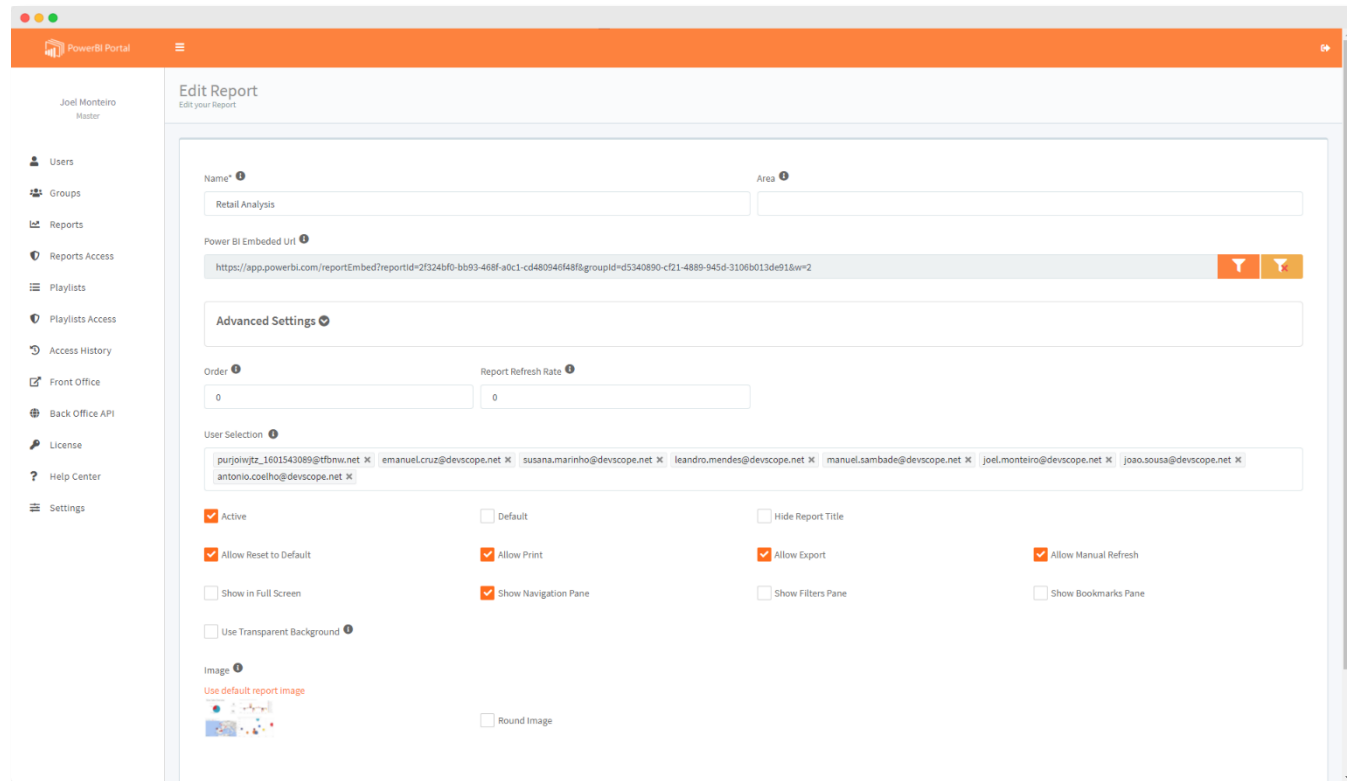 PowerBI Portal
Joel Monteiro
Master
Users
Groups
Reports
Reports Access
Playlists
Playlists Access
Access History
Front Office
Back Office API
License
Help Center
Settings
Edit Report
Edit your Report
Name*
Area
Retail Analysis
Power BI Embeded Url
https://app.powerbi.com/reportEmbed?reportId=2f324bf0-bb93-468f-a0c1-cd480946f48f&groupId=d5340890-cf21-4889-945d-3106b013de91&w=2
Advanced Settings
Order
Report Refresh Rate
0
0
User Selection
purjoiwjtz_1601543089@tfbnw.net × emanuel.cruz@devscope.net × susana.marinho@devscope.net × leandro.mendes@devscope.net × manuel.sambade@devscope.net × joel.monteiro@devscope.net × joao.sousa@devscope.net ×
antonio.coelho@devscope.net ×
Active
Default
Hide Report Title
Allow Reset to Default
Allow Print
Allow Export
Allow Manual Refresh
Show in Full Screen
Show Navigation Pane
Show Filters Pane
Show Bookmarks Pane
Use Transparent Background
Image
Use default report image
Round Image